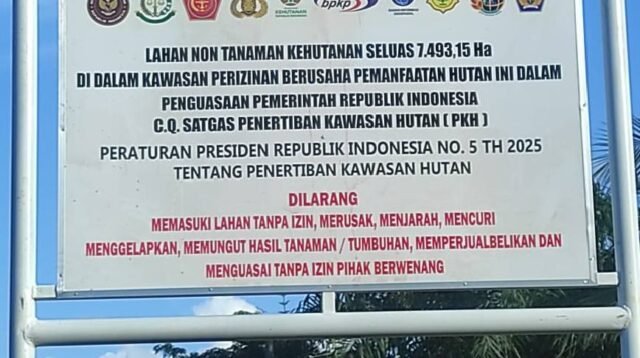 KEHUTANAN
bpkp
LAHAN NON TANAMAN KEHUTANAN SELUAS 7.493,15 Ha
DI DALAM KAWASAN PERIZINAN BERUSAHA PEMANFAATAN HUTAN INI DALAM
PENGUASAAN PEMERINTAH REPUBLIK INDONESIA
C.Q. SATGAS PENERTIBAN KAWASAN HUTAN ( PKH )
PERATURAN PRESIDEN REPUBLIK INDONESIA NO. 5 TH 2025
TENTANG PENERTIBAN KAWASAN HUTAN
DILARANG
MEMASUKI LAHAN TANPA IZIN, MERUSAK, MENJARAH, MENCURI
MENGGELAPKAN, MEMUNGUT HASIL TANAMAN / TUMBUHAN, MEMPERJUALBELIKAN DAN
MENGUASAI TANPA IZIN PIHAK BERWENANG